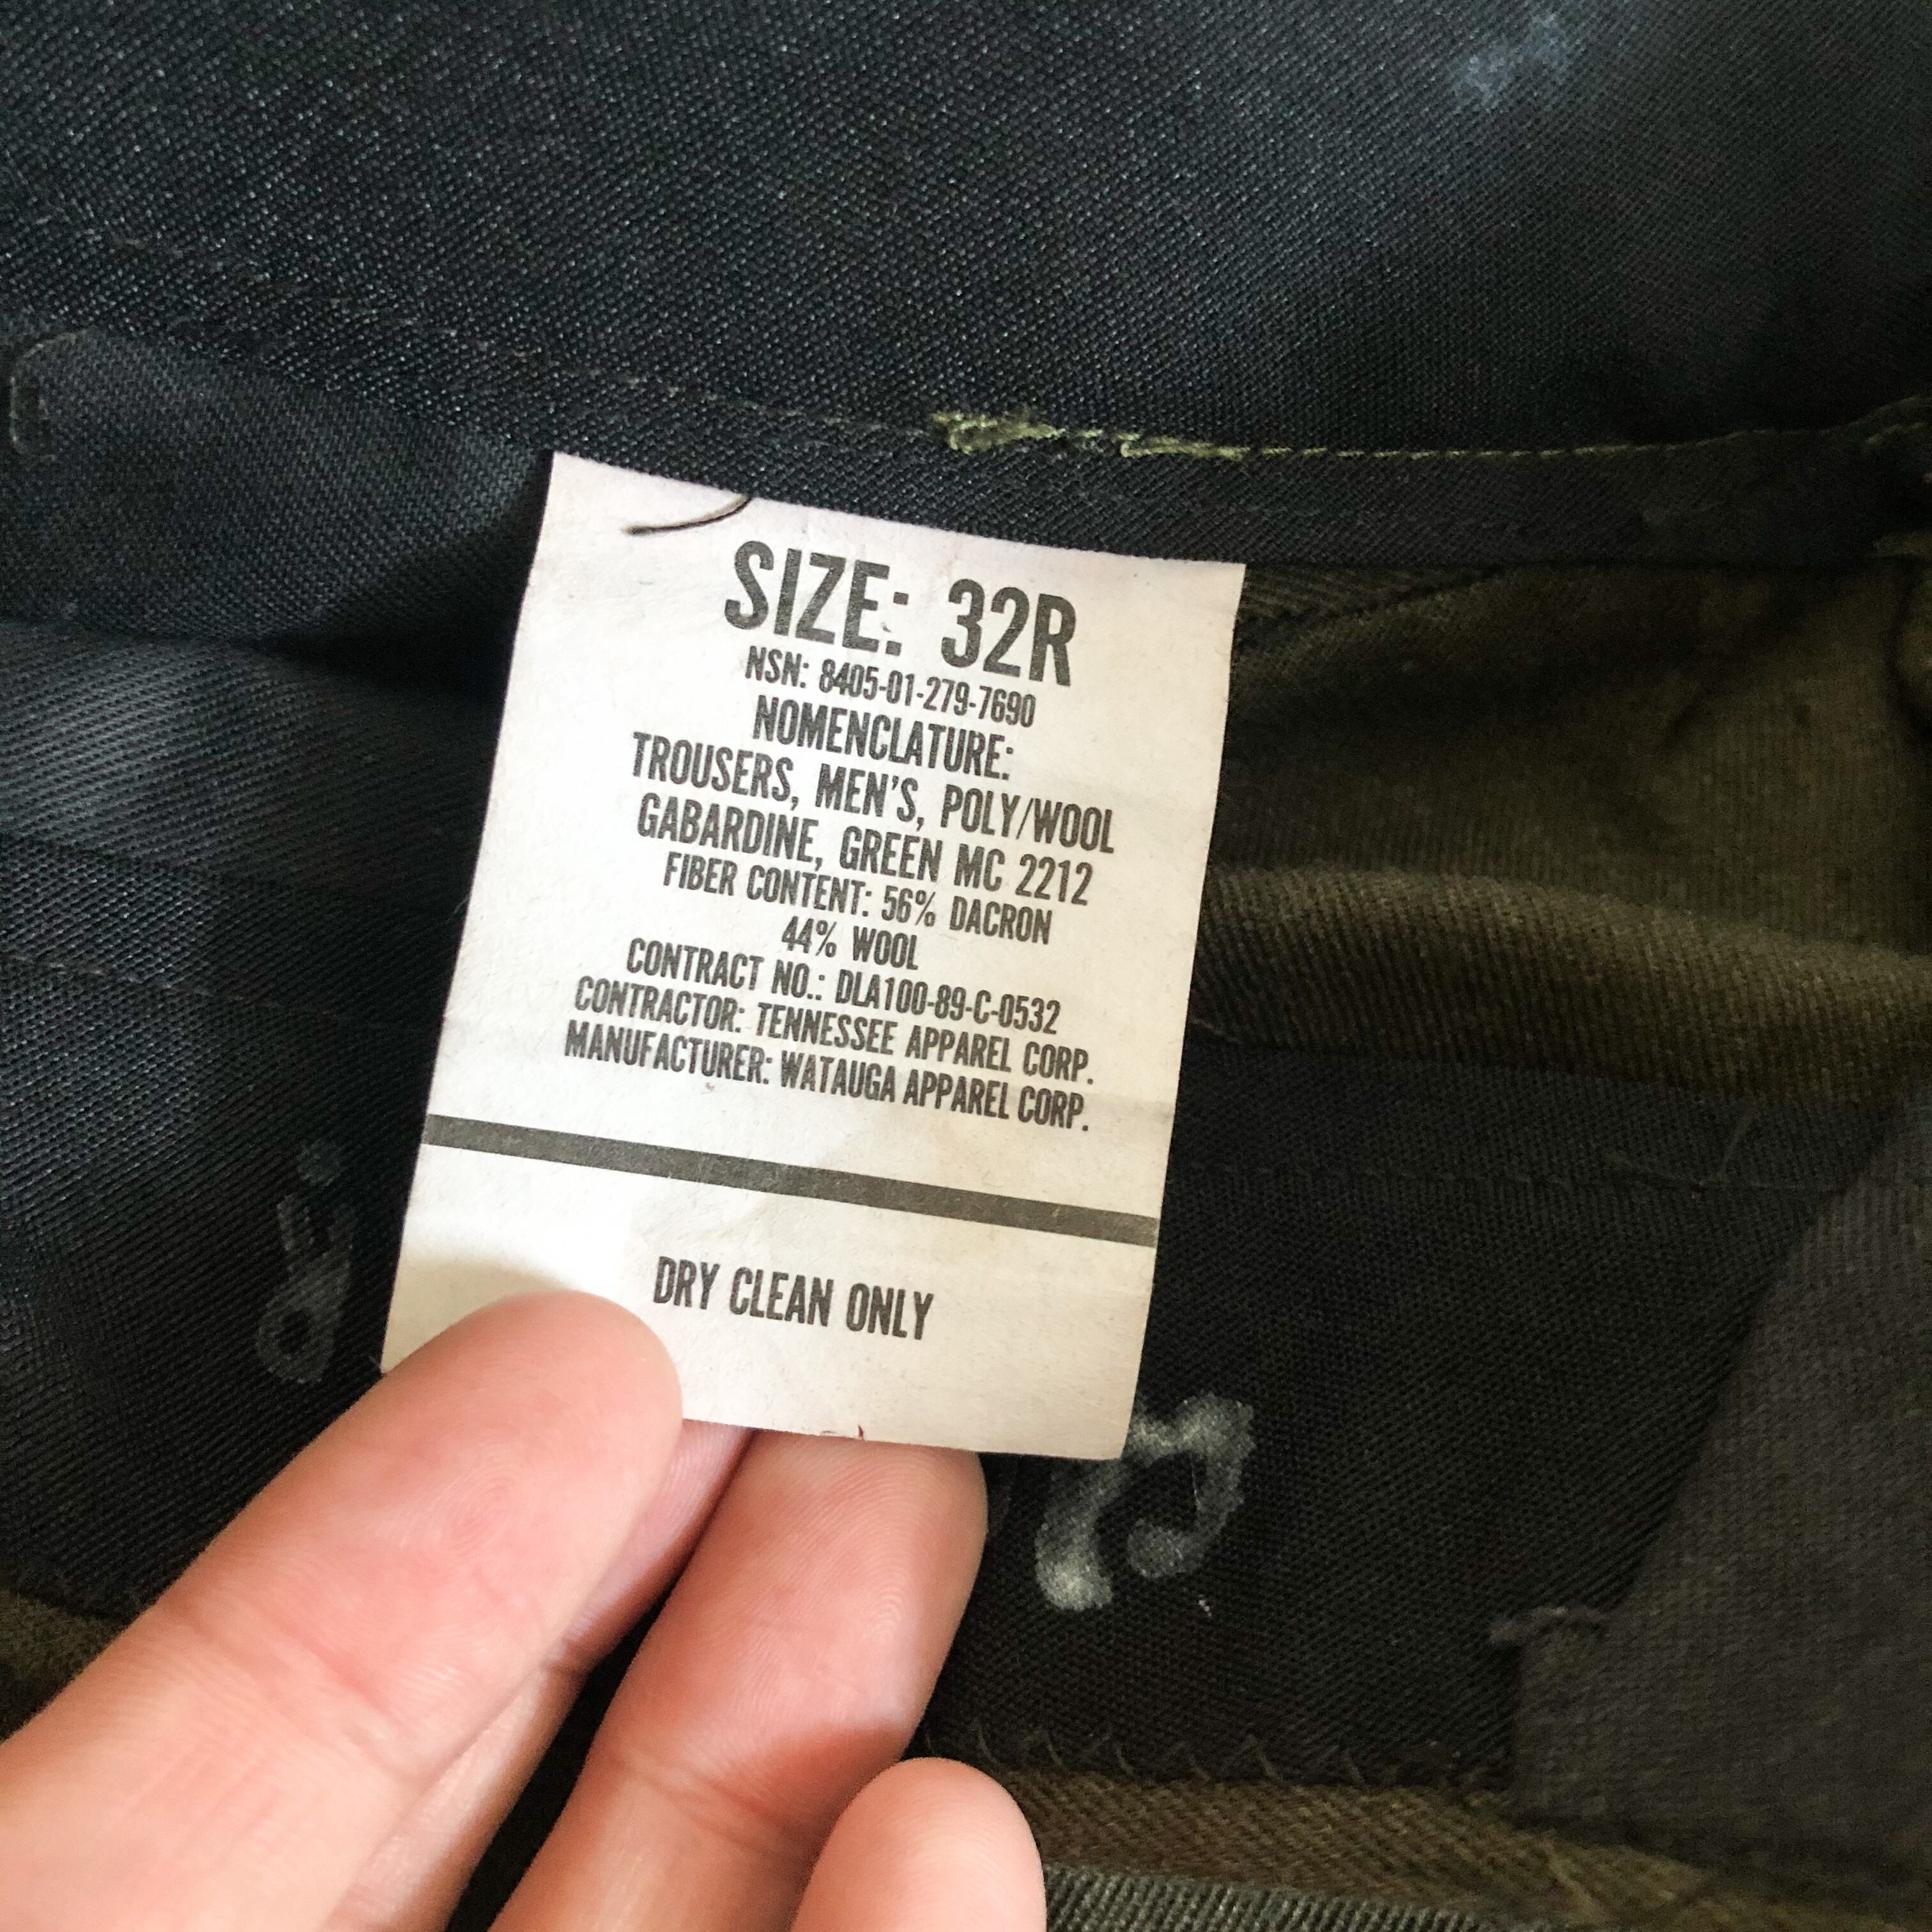 SIZE: 32R
NSN: 8405-01-279-7690
NOMENCLATURE:
TROUSERS, MEN'S, POLY/WOOL
GABARDINE, GREEN MC 2212
FIBER CONTENT: 56% DACRON
44% WOOL
CONTRACT NO.: DLA100-89-C-0532
CONTRACTOR: TENNESSEE APPAREL CORP.
MANUFACTURER: WATAUGA APPAREL CORP.
DRY CLEAN ONLY